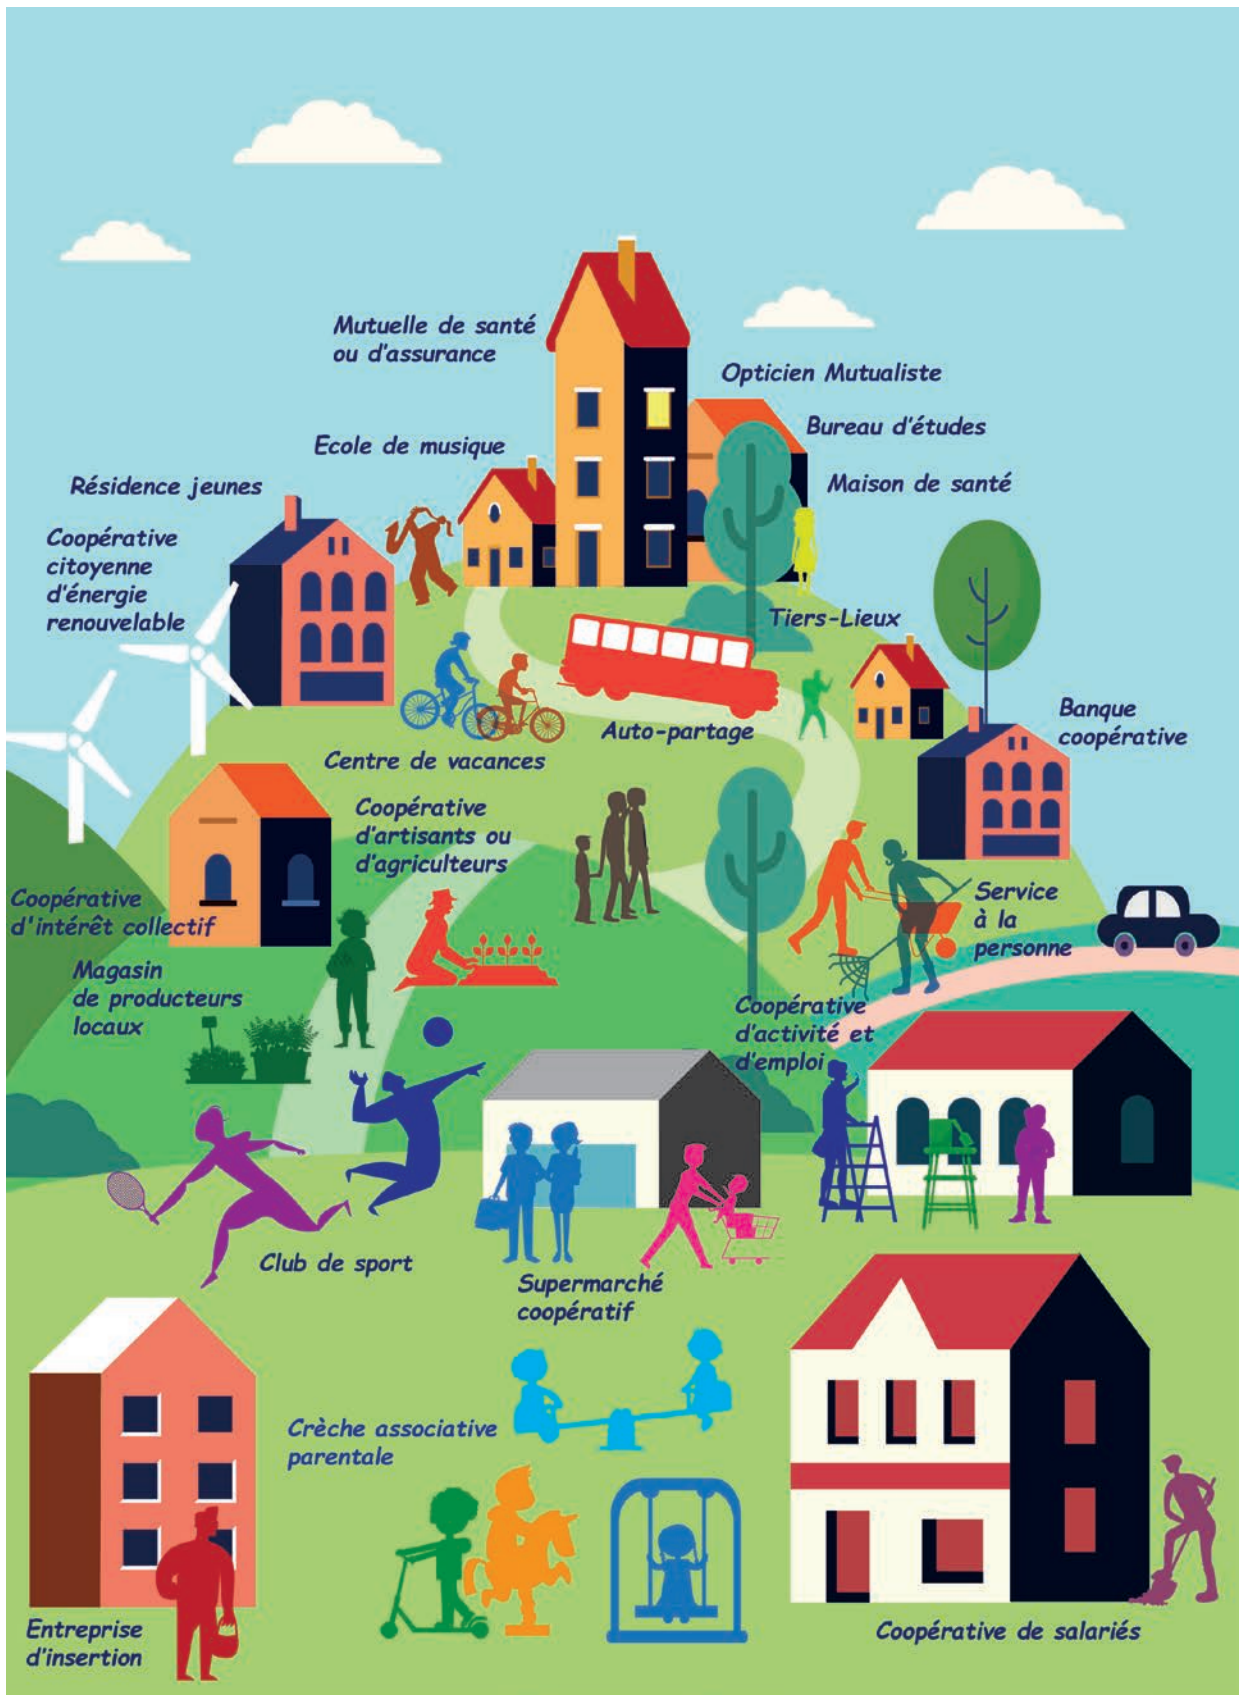 Mutuelle de santé
ou d'assurance
Opticien Mutualiste
Bureau d'études
Ecole de musique
Maison de santé
Résidence jeunes
Coopérative
citoyenne
d'énergie
renouvelable
Tiers-Lieux
Banque
coopérative
Auto-partage
Centre de vacances
Coopérative
d'artisants ou
d'agriculteurs
Coopérative
d'intérêt collectif
Service
à la
personne
Magasin
de producteurs
locaux
Coopérative
d'activité et
d'emploi
Club de sport
Supermarché
coopératif
Crèche associative
parentale
Entreprise
d'insertion
Coopérative de salariés